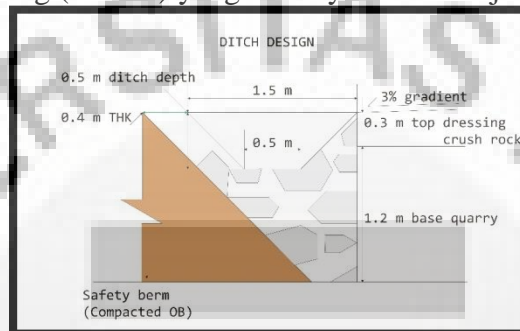 DITCH DESIGN
0.5 m ditch depth
1.5 m
3% gradient
0.4 m THK
0.3 m top dressing
crush rock
0.5 m
1.2 m base quarry
Safety berm
(Compacted OB)